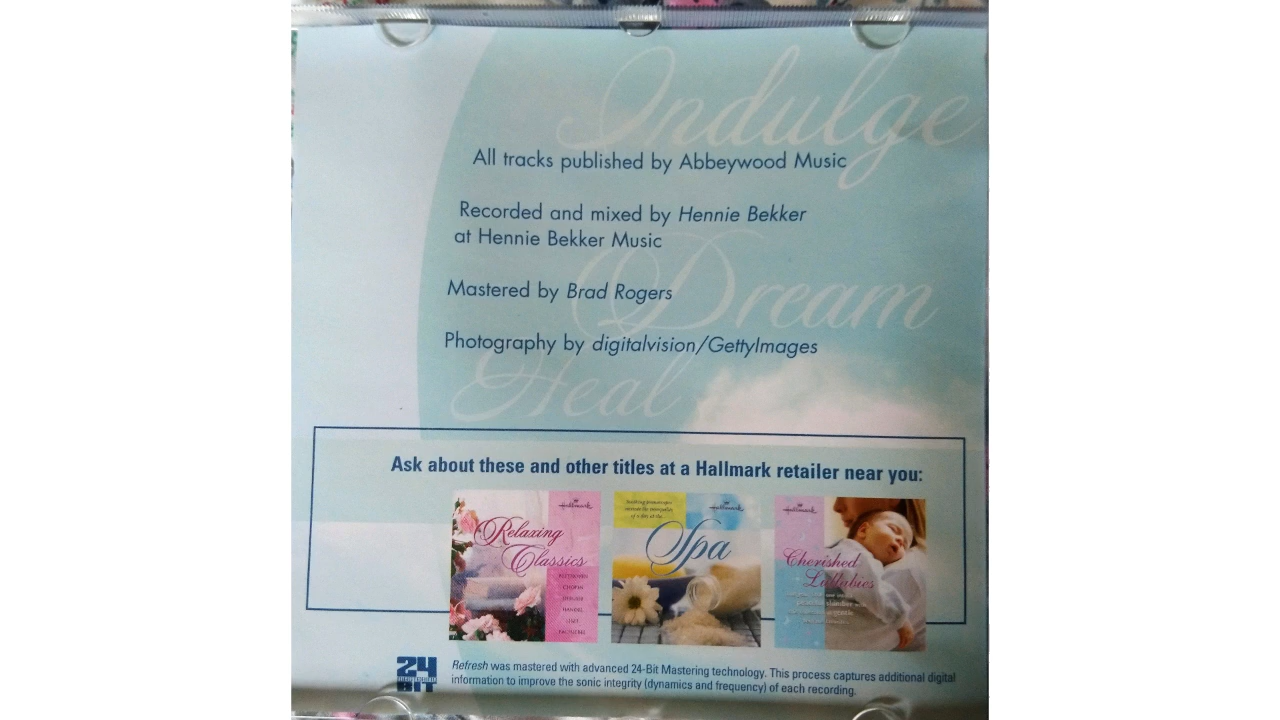 Indulge
All tracks published by Abbeywood Music
Recorded and mixed by Hennie Bekker
at Hennie Bekker Music
Dream
Mastered by Brad Rogers
Photography by digitalvision/GettyImages
Heal
Ask about these and other titles at a Hallmark retailer near you:
Hallmark
Relaxing
Classics
BEETHOVEN
CHOPIN
DEBUSSY
HANDEL
LISZT
PACHELBEL
Hallmark
Spa
Hallmark
Cherished
Lullabies
24
BIT
Refresh was mastered with advanced 24-Bit Mastering technology. This process captures additional digital
information to improve the sonic integrity (dynamics and frequency) of each recording.